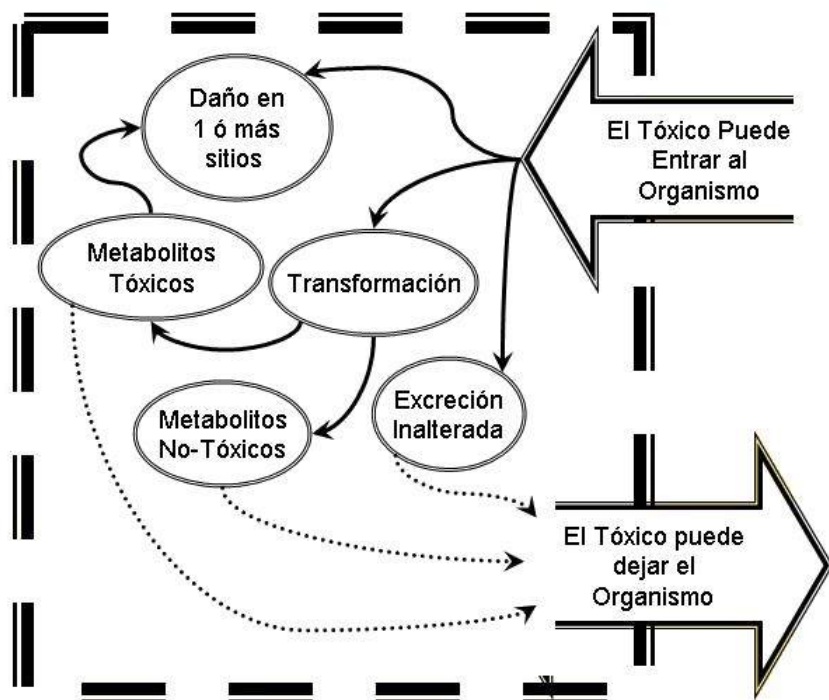 Daño en
1 ó más
sitios
El Tóxico Puede
Entrar al
Organismo
Metabolitos
Tóxicos
Transformación
Metabolitos
No-Tóxicos
Excreción
Inalterada
El Tóxico puede
dejar el
Organismo